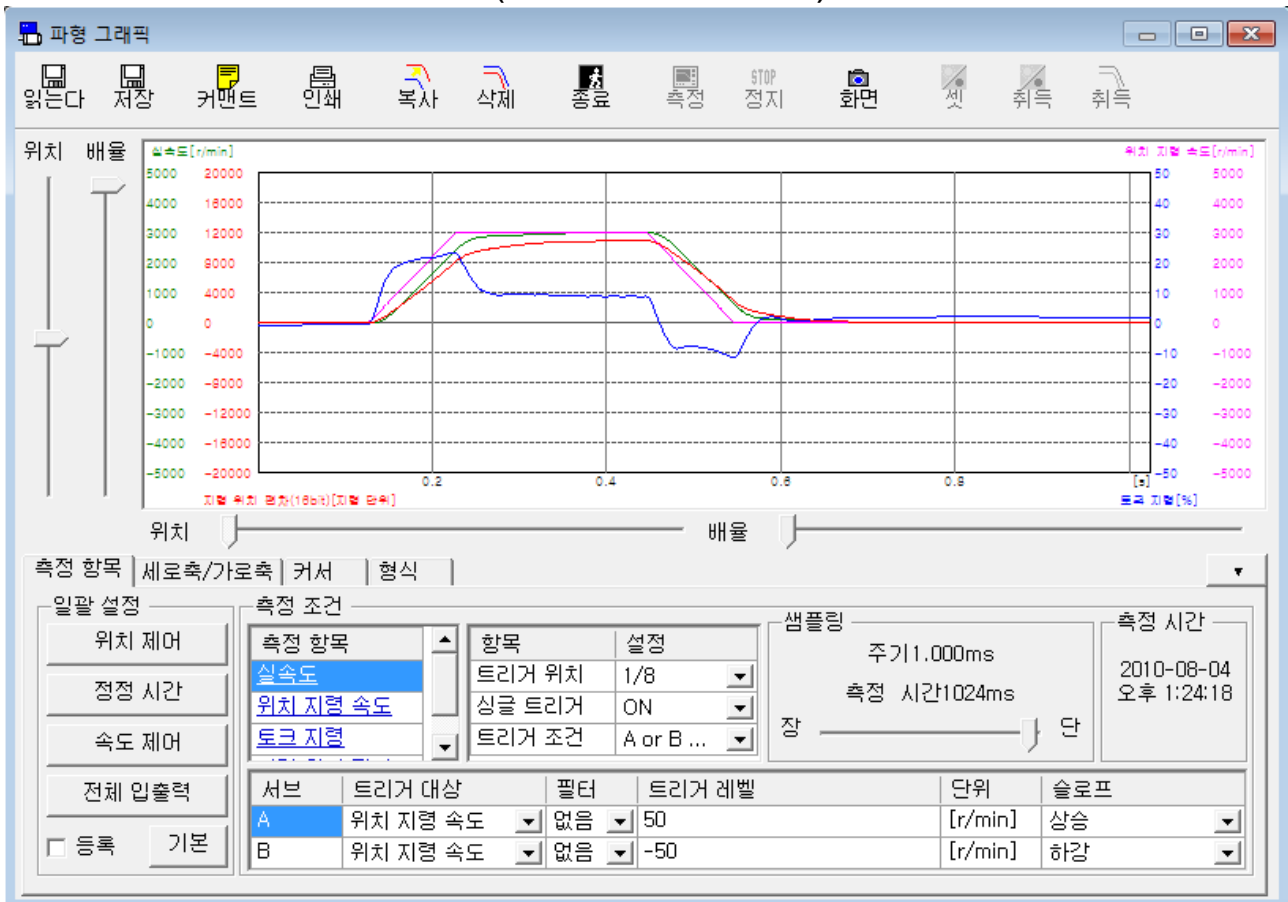 파형 그래픽
읽는다 저장 커맨트 인쇄 복사 삭제 종료 측정 STOP 정지 화면 셋 취득 취득
위치 배율
실속도[r/min] 위치 지령 속도[r/min]
5000 20000 50 5000
4000 16000 40 4000
3000 12000 30 3000
2000 8000 20 2000
1000 4000 10 1000
0 0 0 0
-1000 -4000 -10 -1000
-2000 -8000 -20 -2000
-3000 -12000 -30 -3000
-4000 -16000 -40 -4000
-5000 -20000 -50 -5000
0.2 0.4 0.6 0.8 [s]
지령 위치 편차(16bit)[지령 단위] 토크 지령[%]
위치 배율
측정 항목 세로축/가로축 커서 형식
일괄 설정
위치 제어
정정 시간
속도 제어
전체 입출력
등록 기본
측정 조건
측정 항목
실속도
위치 지령 속도
토크 지령
항목 설정
트리거 위치 1/8
싱글 트리거 ON
트리거 조건 A or B ...
샘플링
주기1.000ms
측정 시간1024ms
장 단
측정 시간
2010-08-04
오후 1:24:18
서브 트리거 대상 필터 트리거 레벨 단위 슬로프
A 위치 지령 속도 없음 50 [r/min] 상승
B 위치 지령 속도 없음 -50 [r/min] 하강